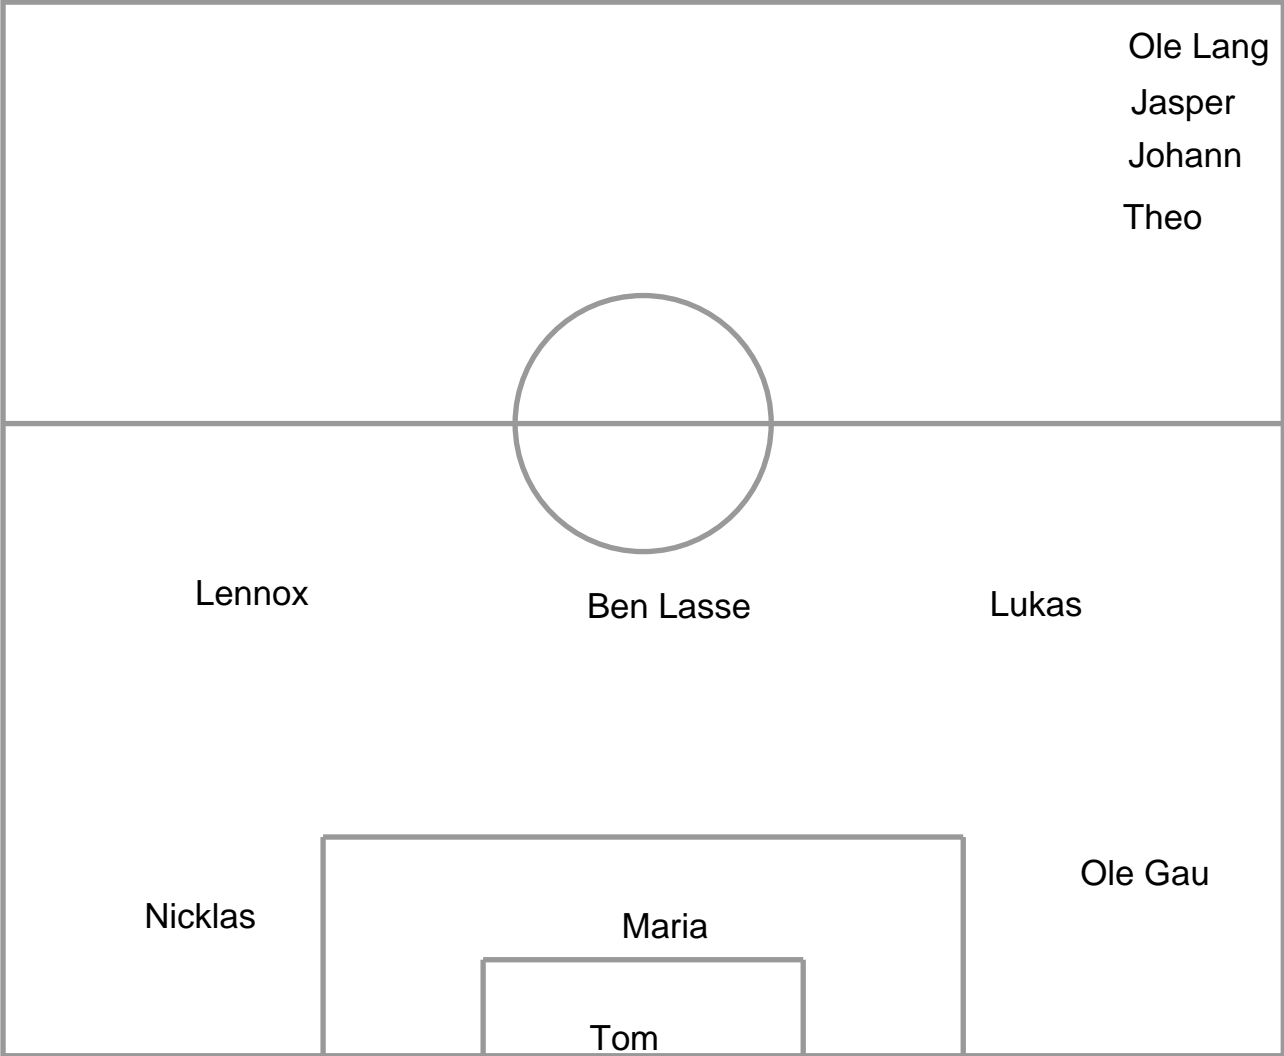 Ole Lang
Jasper
Johann
Theo
Lennox
Ben Lasse
Lukas
Ole Gau
Nicklas
Maria
Tom